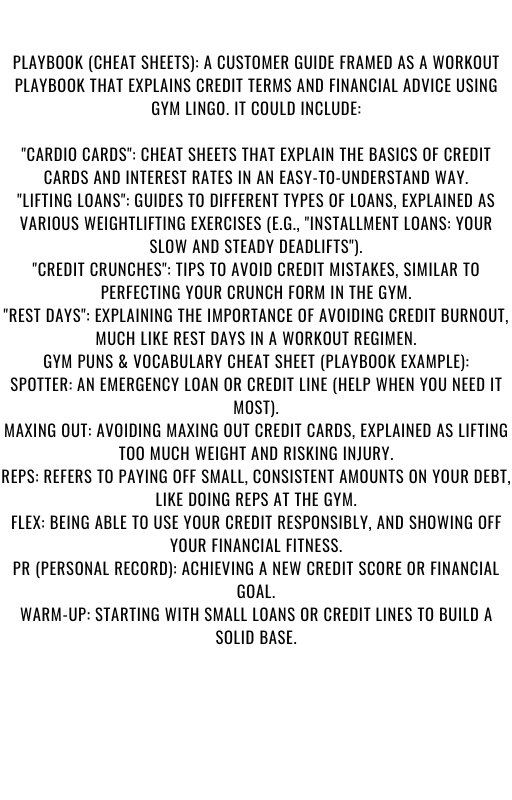 PLAYBOOK (CHEAT SHEETS): A CUSTOMER GUIDE FRAMED AS A WORKOUT
PLAYBOOK THAT EXPLAINS CREDIT TERMS AND FINANCIAL ADVICE USING
GYM LINGO. IT COULD INCLUDE:

"CARDIO CARDS": CHEAT SHEETS THAT EXPLAIN THE BASICS OF CREDIT
CARDS AND INTEREST RATES IN AN EASY-TO-UNDERSTAND WAY.
"LIFTING LOANS": GUIDES TO DIFFERENT TYPES OF LOANS, EXPLAINED AS
VARIOUS WEIGHTLIFTING EXERCISES (E.G., "INSTALLMENT LOANS: YOUR
SLOW AND STEADY DEADLIFTS").
"CREDIT CRUNCHES": TIPS TO AVOID CREDIT MISTAKES, SIMILAR TO
PERFECTING YOUR CRUNCH FORM IN THE GYM.
"REST DAYS": EXPLAINING THE IMPORTANCE OF AVOIDING CREDIT BURNOUT,
MUCH LIKE REST DAYS IN A WORKOUT REGIMEN.
GYM PUNS & VOCABULARY CHEAT SHEET (PLAYBOOK EXAMPLE):
SPOTTER: AN EMERGENCY LOAN OR CREDIT LINE (HELP WHEN YOU NEED IT
MOST).
MAXING OUT: AVOIDING MAXING OUT CREDIT CARDS, EXPLAINED AS LIFTING
TOO MUCH WEIGHT AND RISKING INJURY.
REPS: REFERS TO PAYING OFF SMALL, CONSISTENT AMOUNTS ON YOUR DEBT,
LIKE DOING REPS AT THE GYM.
FLEX: BEING ABLE TO USE YOUR CREDIT RESPONSIBLY, AND SHOWING OFF
YOUR FINANCIAL FITNESS.
PR (PERSONAL RECORD): ACHIEVING A NEW CREDIT SCORE OR FINANCIAL
GOAL.
WARM-UP: STARTING WITH SMALL LOANS OR CREDIT LINES TO BUILD A
SOLID BASE.